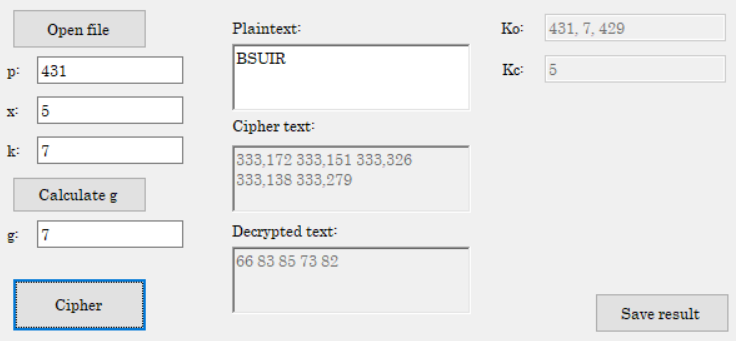 Open file
p: 431
x: 5
k: 7
Calculate g
g: 7
Cipher
Plaintext:
BSUIR
Cipher text:
333,172 333,151 333,326
333,138 333,279
Decrypted text:
66 83 85 73 82
Ko: 431, 7, 429
Kc: 5
Save result